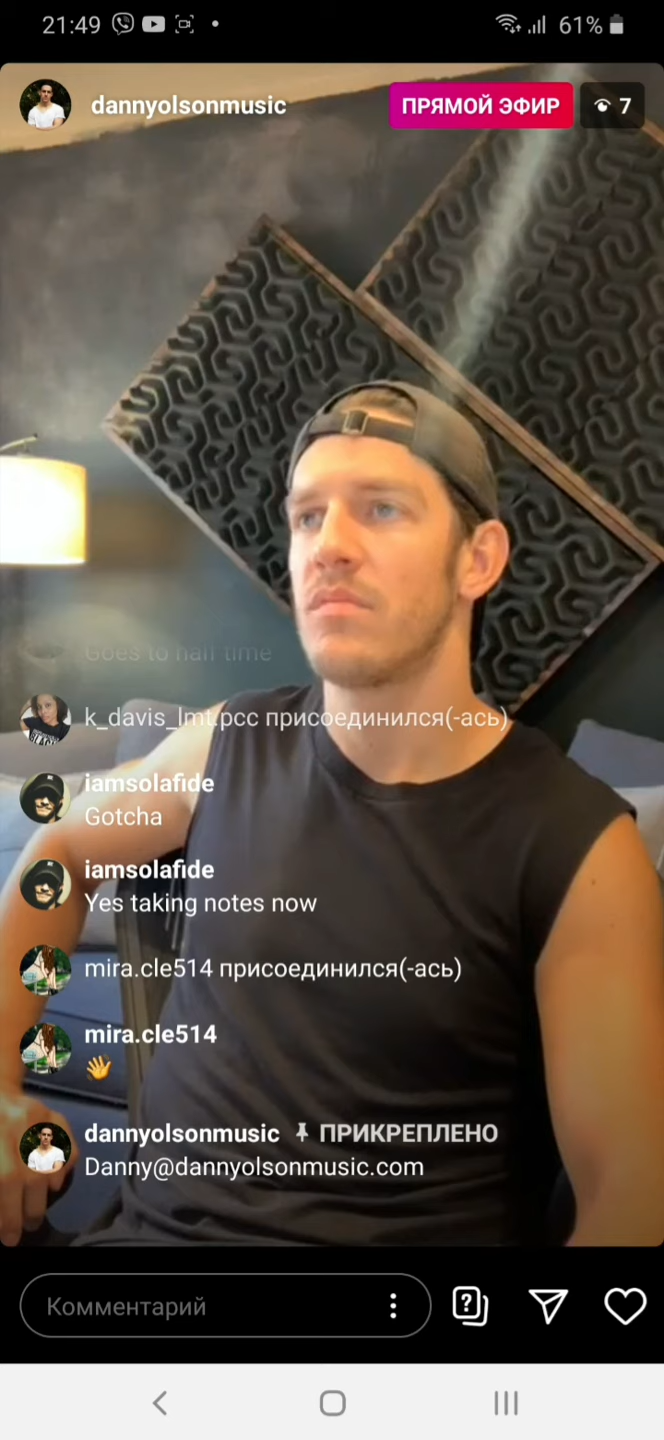 21:49
61%
dannyolsonmusic
ПРЯМОЙ ЭФИР
7
Goes to half time
k_davis_lmt.pcc присоединился(-ась)
iamsolafide
Gotcha
iamsolafide
Yes taking notes now
mira.cle514 присоединился(-ась)
mira.cle514
👋
dannyolsonmusic ПРИКРЕПЛЕНО
Danny@dannyolsonmusic.com
Комментарий